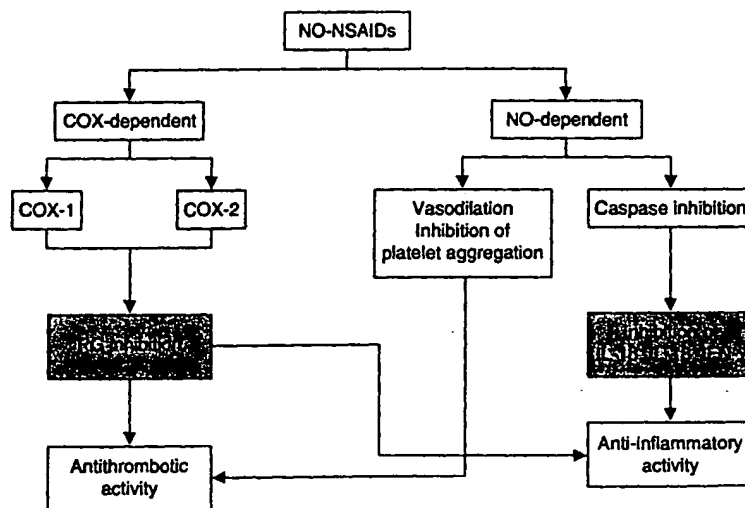 NO-NSAIDs
COX-dependent
NO-dependent
COX-1
COX-2
Vasodilation
Inhibition of
platelet aggregation
Caspase inhibition
Antithrombotic
activity
Anti-inflammatory
activity